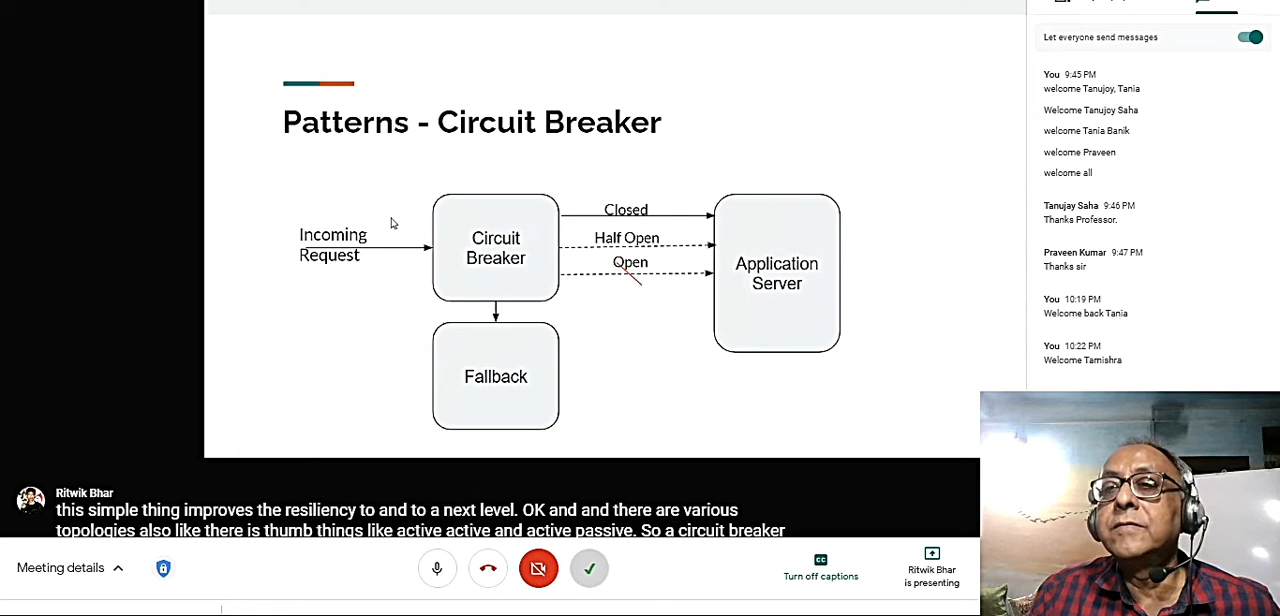 Patterns - Circuit Breaker
Incoming
Request
Circuit
Breaker
Closed
Half Open
Open
Application
Server
Fallback
Let everyone send messages
You 9:45 PM
welcome Tanujoy, Tania
Welcome Tanujoy Saha
welcome Tania Banik
welcome Praveen
welcome all
Tanujay Saha 9:46 PM
Thanks Professor.
Praveen Kumar 9:47 PM
Thanks sir
You 10:19 PM
Welcome back Tania
You 10:22 PM
Welcome Tamishra
Ritwik Bhar
this simple thing improves the resiliency to and to a next level. OK and and there are various
topologies also like there is thumb things like active active and active passive. So a circuit breaker
Meeting details
CC
Turn off captions
Ritwik Bhar
is presenting